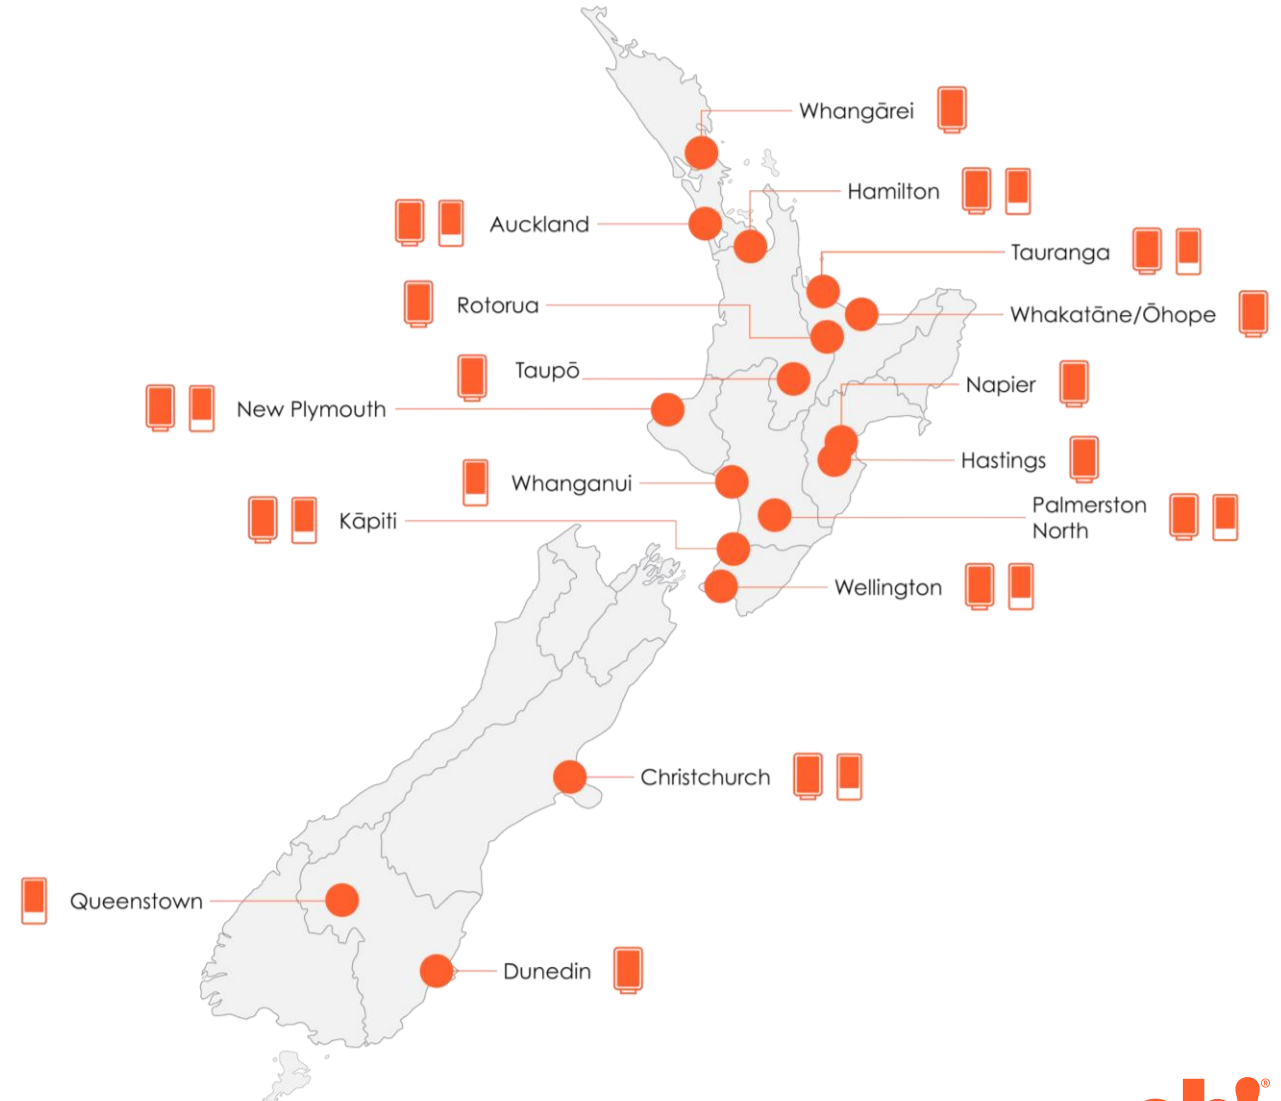 Whangārei
Hamilton
Auckland
Tauranga
Rotorua
Whakatāne/Ōhope
Taupō
Napier
New Plymouth
Hastings
Whanganui
Palmerston
North
Kāpiti
Wellington
Christchurch
Queenstown
Dunedin